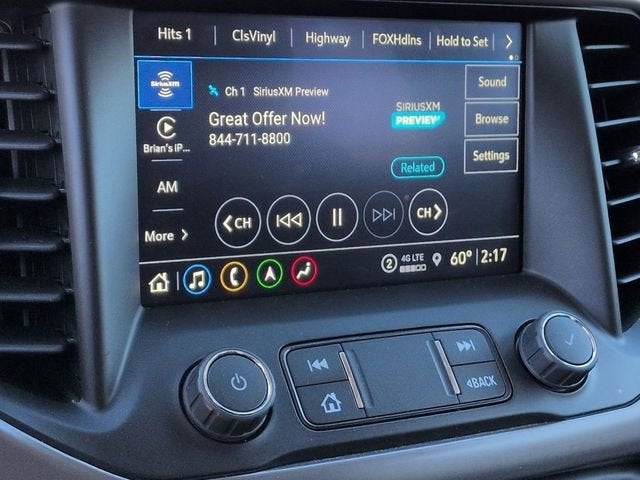 Hits 1 ClsVinyl Highway FOXHdlns Hold to Set
SiriusXM
Ch 1 SiriusXM Preview
Great Offer Now!
844-711-8800
SIRIUSXM
PREVIEW
Sound
Browse
Settings
Brian's iP...
AM
Related
More
CH
CH
2 4G LTE 60° 2:17
BACK